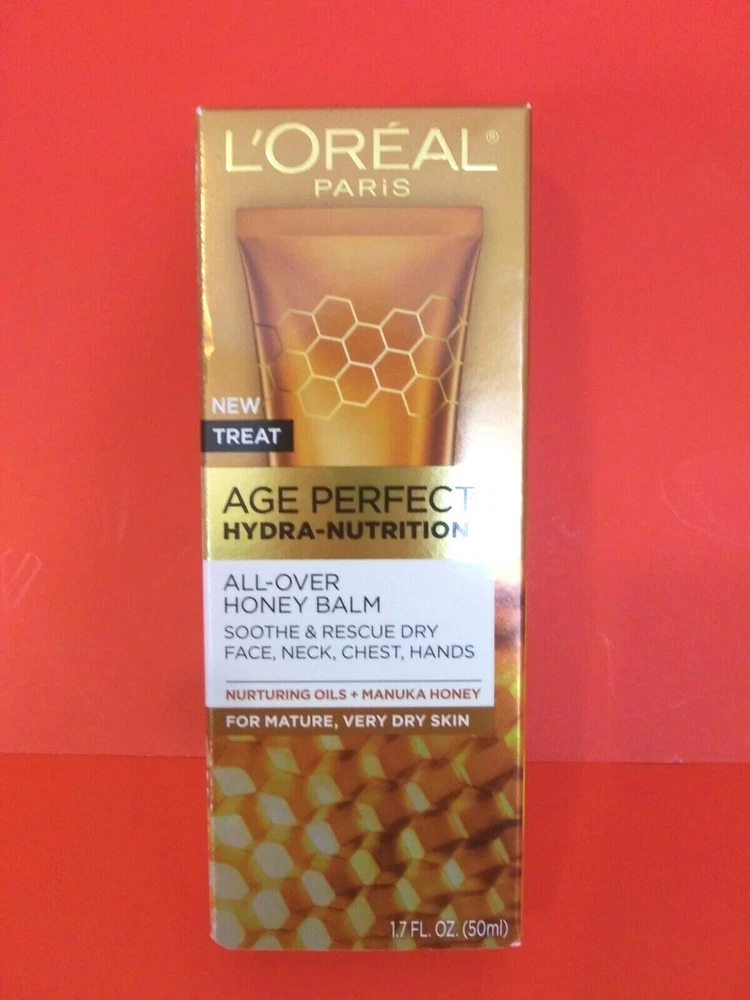 L'ORÉAL®
PARiS
NEW
TREAT
AGE PERFECT
HYDRA-NUTRITION
ALL-OVER
HONEY BALM
SOOTHE & RESCUE DRY
FACE, NECK, CHEST, HANDS
NURTURING OILS + MANUKA HONEY
FOR MATURE, VERY DRY SKIN
1.7 FL. OZ. (50ml)